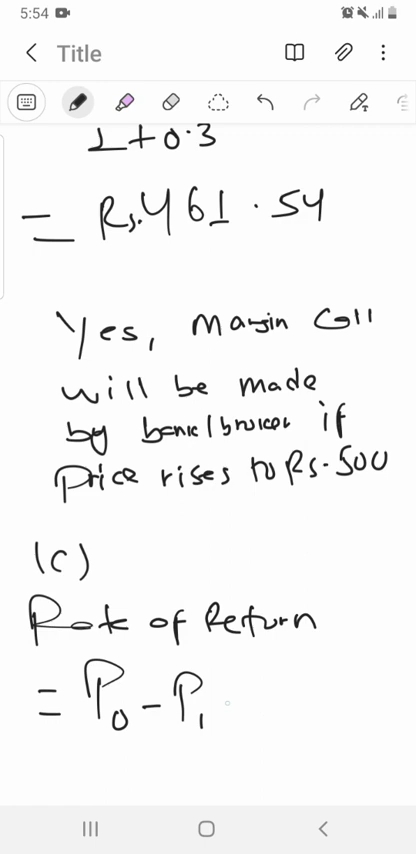 5:54
Title
1+0.3
= Rs.461.54
Yes, Margin Call
will be made
by bank/broker if
price rises to Rs.500
(c)
Rate of Return
= P0 - P1